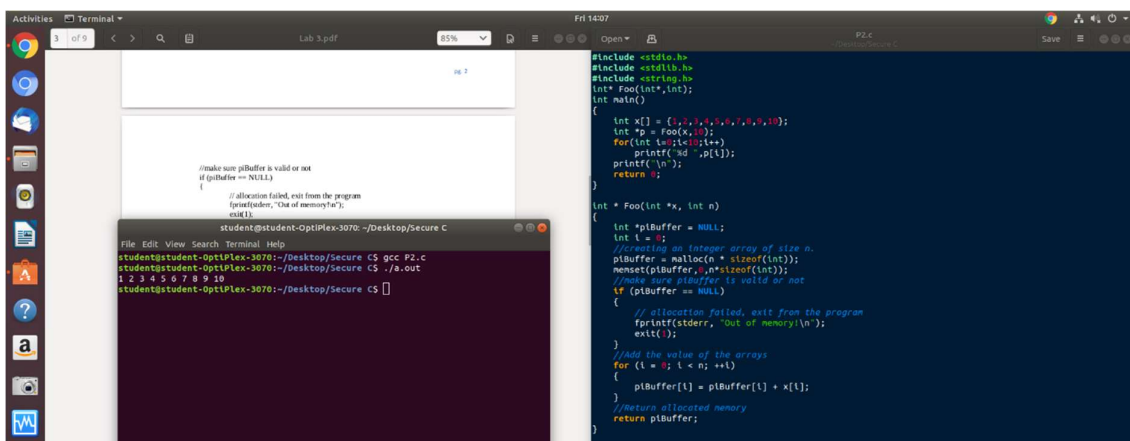 Activities Terminal Fri 14:07
3 of 9 Lab 3.pdf 85% Open P2.c Save
~/Desktop/Secure C
pg. 2
//make sure piBuffer is valid or not
if (piBuffer == NULL)
{
// allocation failed, exit from the program
fprintf(stderr, "Out of memory!\n");
exit(1);
student@student-OptiPlex-3070: ~/Desktop/Secure C
File Edit View Search Terminal Help
student@student-OptiPlex-3070:~/Desktop/Secure C$ gcc P2.c
student@student-OptiPlex-3070:~/Desktop/Secure C$ ./a.out
1 2 3 4 5 6 7 8 9 10
student@student-OptiPlex-3070:~/Desktop/Secure C$
#include <stdio.h>
#include <stdlib.h>
#include <string.h>
int* Foo(int*,int);
int main()
{
int x[] = {1,2,3,4,5,6,7,8,9,10};
int *p = Foo(x,10);
for(int i=0;i<10;i++)
printf("%d ",p[i]);
printf("\n");
return 0;
}
int * Foo(int *x, int n)
{
int *piBuffer = NULL;
int i = 0;
//creating an integer array of size n.
piBuffer = malloc(n * sizeof(int));
memset(piBuffer,0,n*sizeof(int));
//make sure piBuffer is valid or not
if (piBuffer == NULL)
{
// allocation failed, exit from the program
fprintf(stderr, "Out of memory!\n");
exit(1);
}
//Add the value of the arrays
for (i = 0; i < n; ++i)
{
piBuffer[i] = piBuffer[i] + x[i];
}
//Return allocated memory
return piBuffer;
}